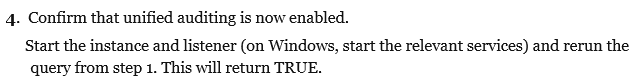 4. Confirm that unified auditing is now enabled.
Start the instance and listener (on Windows, start the relevant services) and rerun the
query from step 1. This will return TRUE.